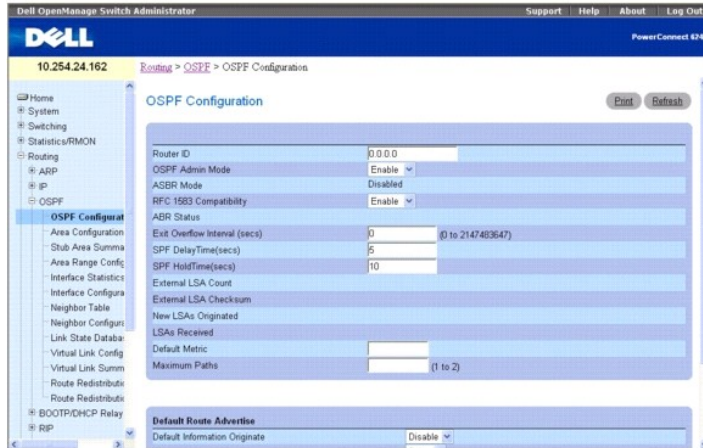 Dell OpenManage Switch Administrator
Support Help About Log Out
DELL
PowerConnect 624
10.254.24.162
Routing > OSPF > OSPF Configuration
Home
System
Switching
Statistics/RMON
Routing
ARP
IP
OSPF
OSPF Configurat
Area Configuration
Stub Area Summa
Area Range Config
Interface Statistics
Interface Configura
Neighbor Table
Neighbor Configura
Link State Databas
Virtual Link Config
Virtual Link Summ
Route Redistributic
Route Redistributic
BOOTP/DHCP Relay
RIP
OSPF Configuration
Print Refresh
Router ID 0.0.0.0
OSPF Admin Mode Enable
ASBR Mode Disabled
RFC 1583 Compatibility Enable
ABR Status
Exit Overflow Interval (secs) 0 (0 to 2147483647)
SPF DelayTime(secs) 5
SPF HoldTime(secs) 10
External LSA Count
External LSA Checksum
New LSAs Originated
LSAs Received
Default Metric
Maximum Paths (1 to 2)
Default Route Advertise
Default Information Originate Disable